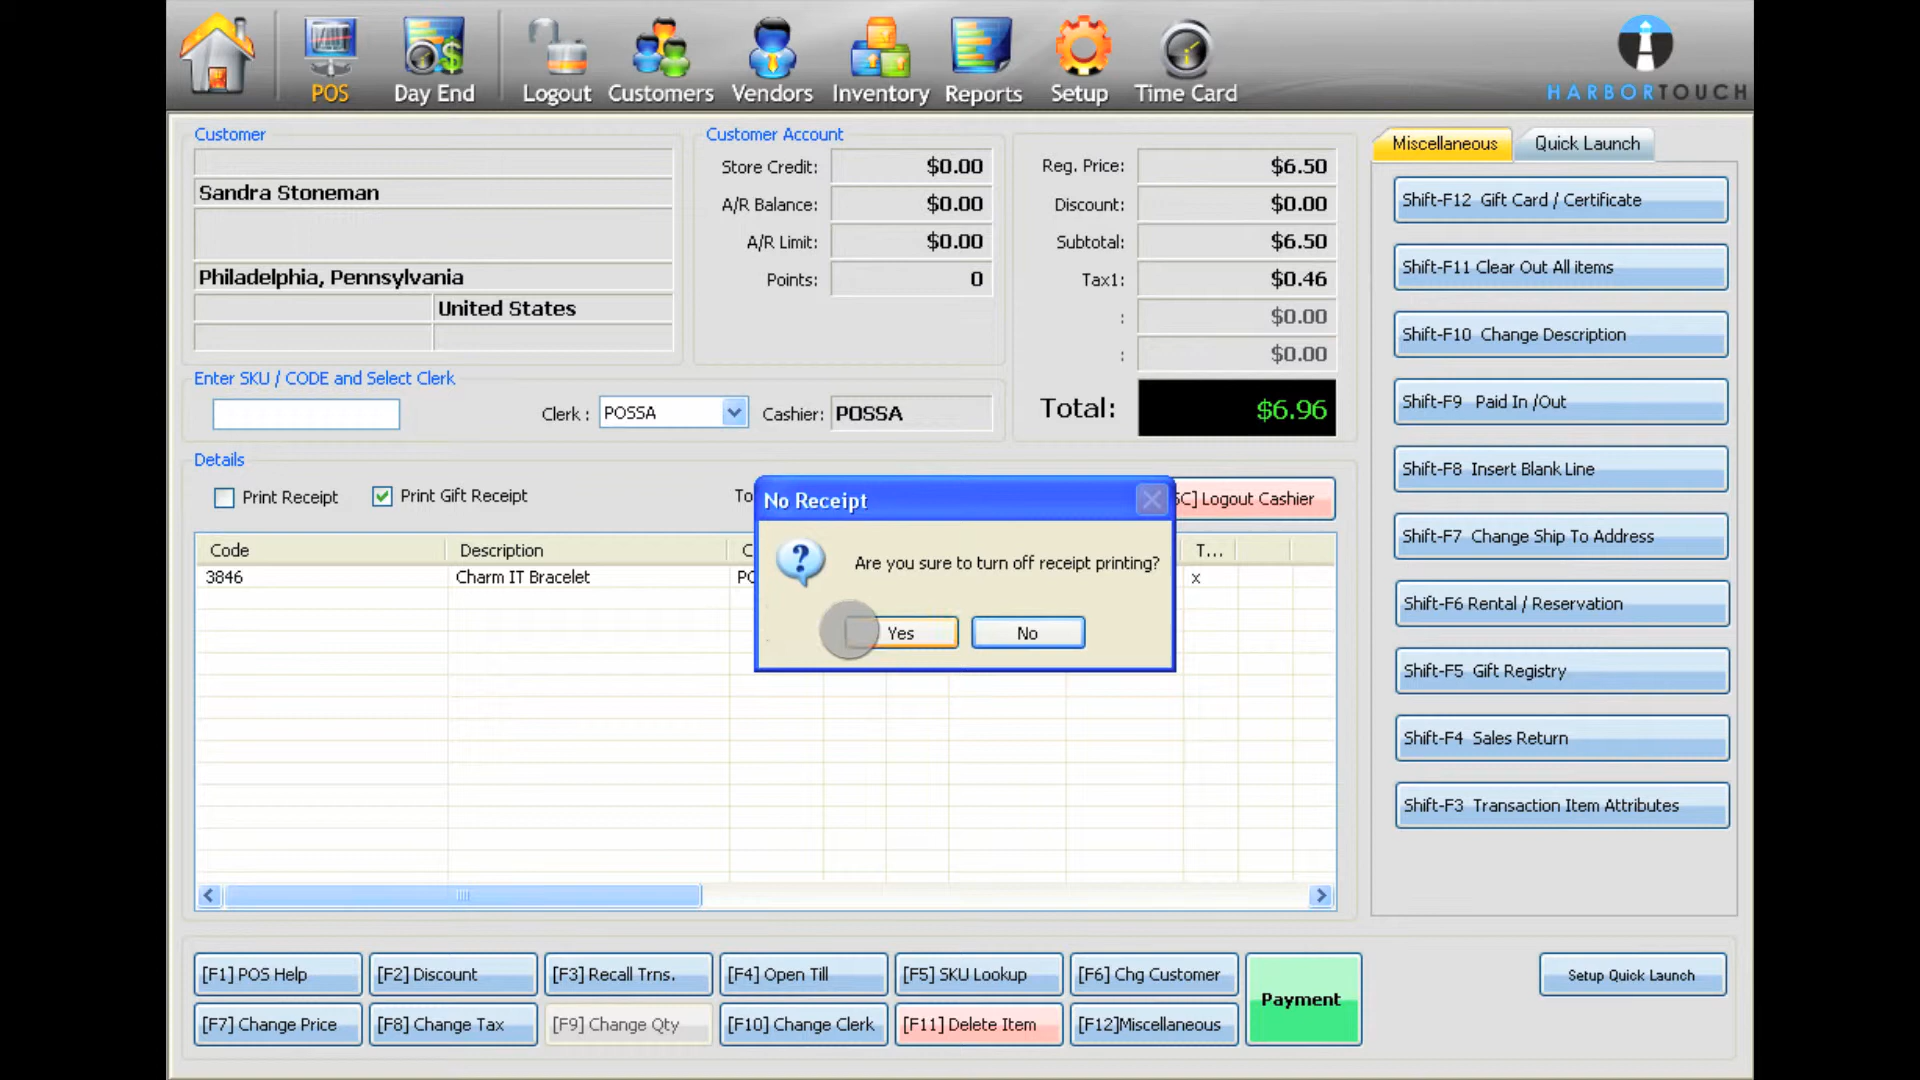 POS
Day End
Logout
Customers
Vendors
Inventory
Reports
Setup
Time Card
HARBORTOUCH
Customer
Sandra Stoneman
Philadelphia, Pennsylvania
United States
Customer Account
Store Credit: $0.00
A/R Balance: $0.00
A/R Limit: $0.00
Points: 0
Reg. Price: $6.50
Discount: $0.00
Subtotal: $6.50
Tax1: $0.46
: $0.00
: $0.00
Total: $6.96
Enter SKU / CODE and Select Clerk
Clerk : POSSA Cashier: POSSA
Details
Print Receipt Print Gift Receipt To C] Logout Cashier
Code Description C T...
3846 Charm IT Bracelet PO x
No Receipt
Are you sure to turn off receipt printing?
Yes No
Miscellaneous Quick Launch
Shift-F12 Gift Card / Certificate
Shift-F11 Clear Out All items
Shift-F10 Change Description
Shift-F9 Paid In /Out
Shift-F8 Insert Blank Line
Shift-F7 Change Ship To Address
Shift-F6 Rental / Reservation
Shift-F5 Gift Registry
Shift-F4 Sales Return
Shift-F3 Transaction Item Attributes
[F1] POS Help [F2] Discount [F3] Recall Trns. [F4] Open Till [F5] SKU Lookup [F6] Chg Customer
[F7] Change Price [F8] Change Tax [F9] Change Qty [F10] Change Clerk [F11] Delete Item [F12]Miscellaneous
Payment
Setup Quick Launch